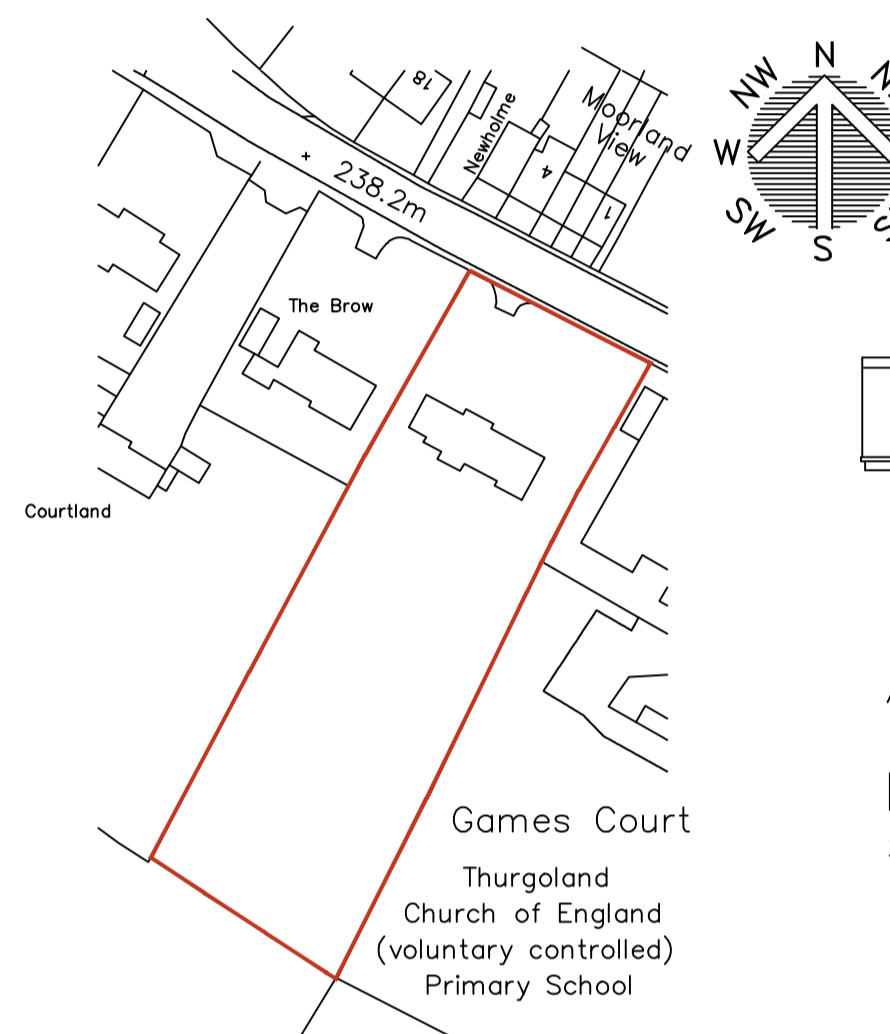 18
Newholme
Moorland
View
4
1
238.2m
The Brow
Courtland
Games Court
Thurgoland
Church of England
(voluntary controlled)
Primary School
N
NW
W
SW
S